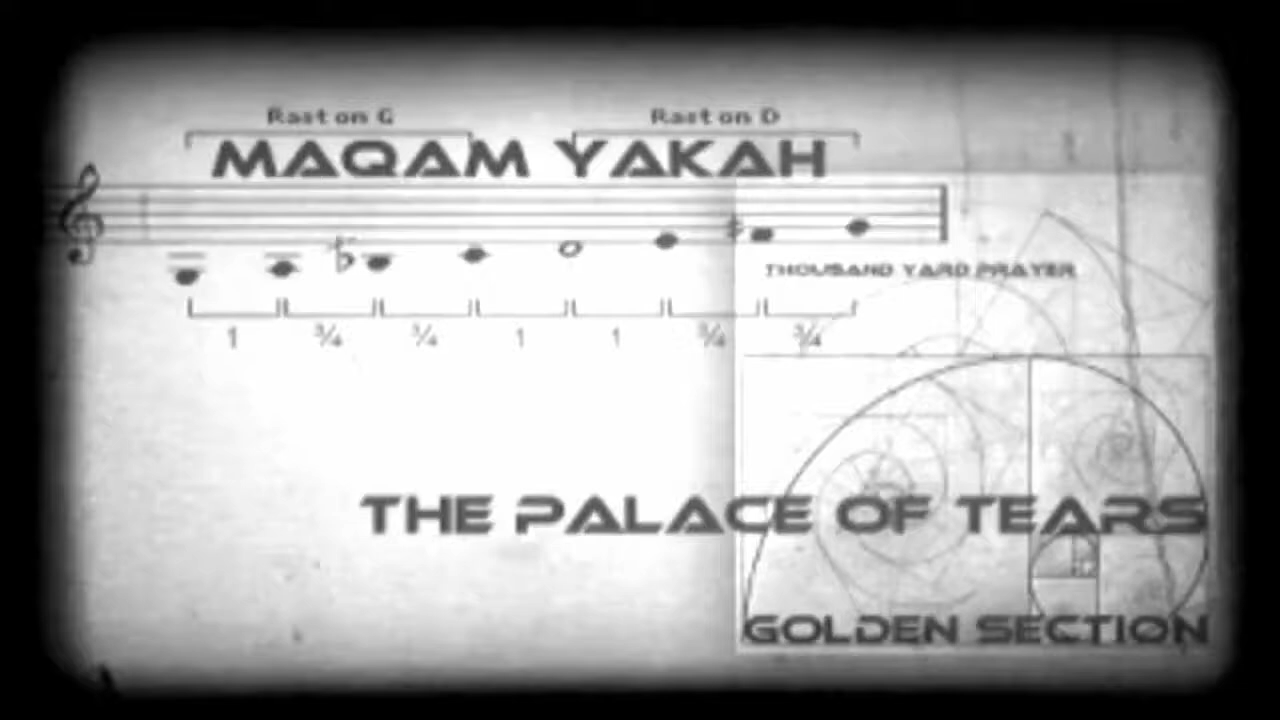 Rast on G Rast on D
MAQAM YAKAH
THOUSAND YARD PRAYER
1 ¾ ¾ 1 1 ¾ ¾
THE PALACE OF TEARS
GOLDEN SECTION